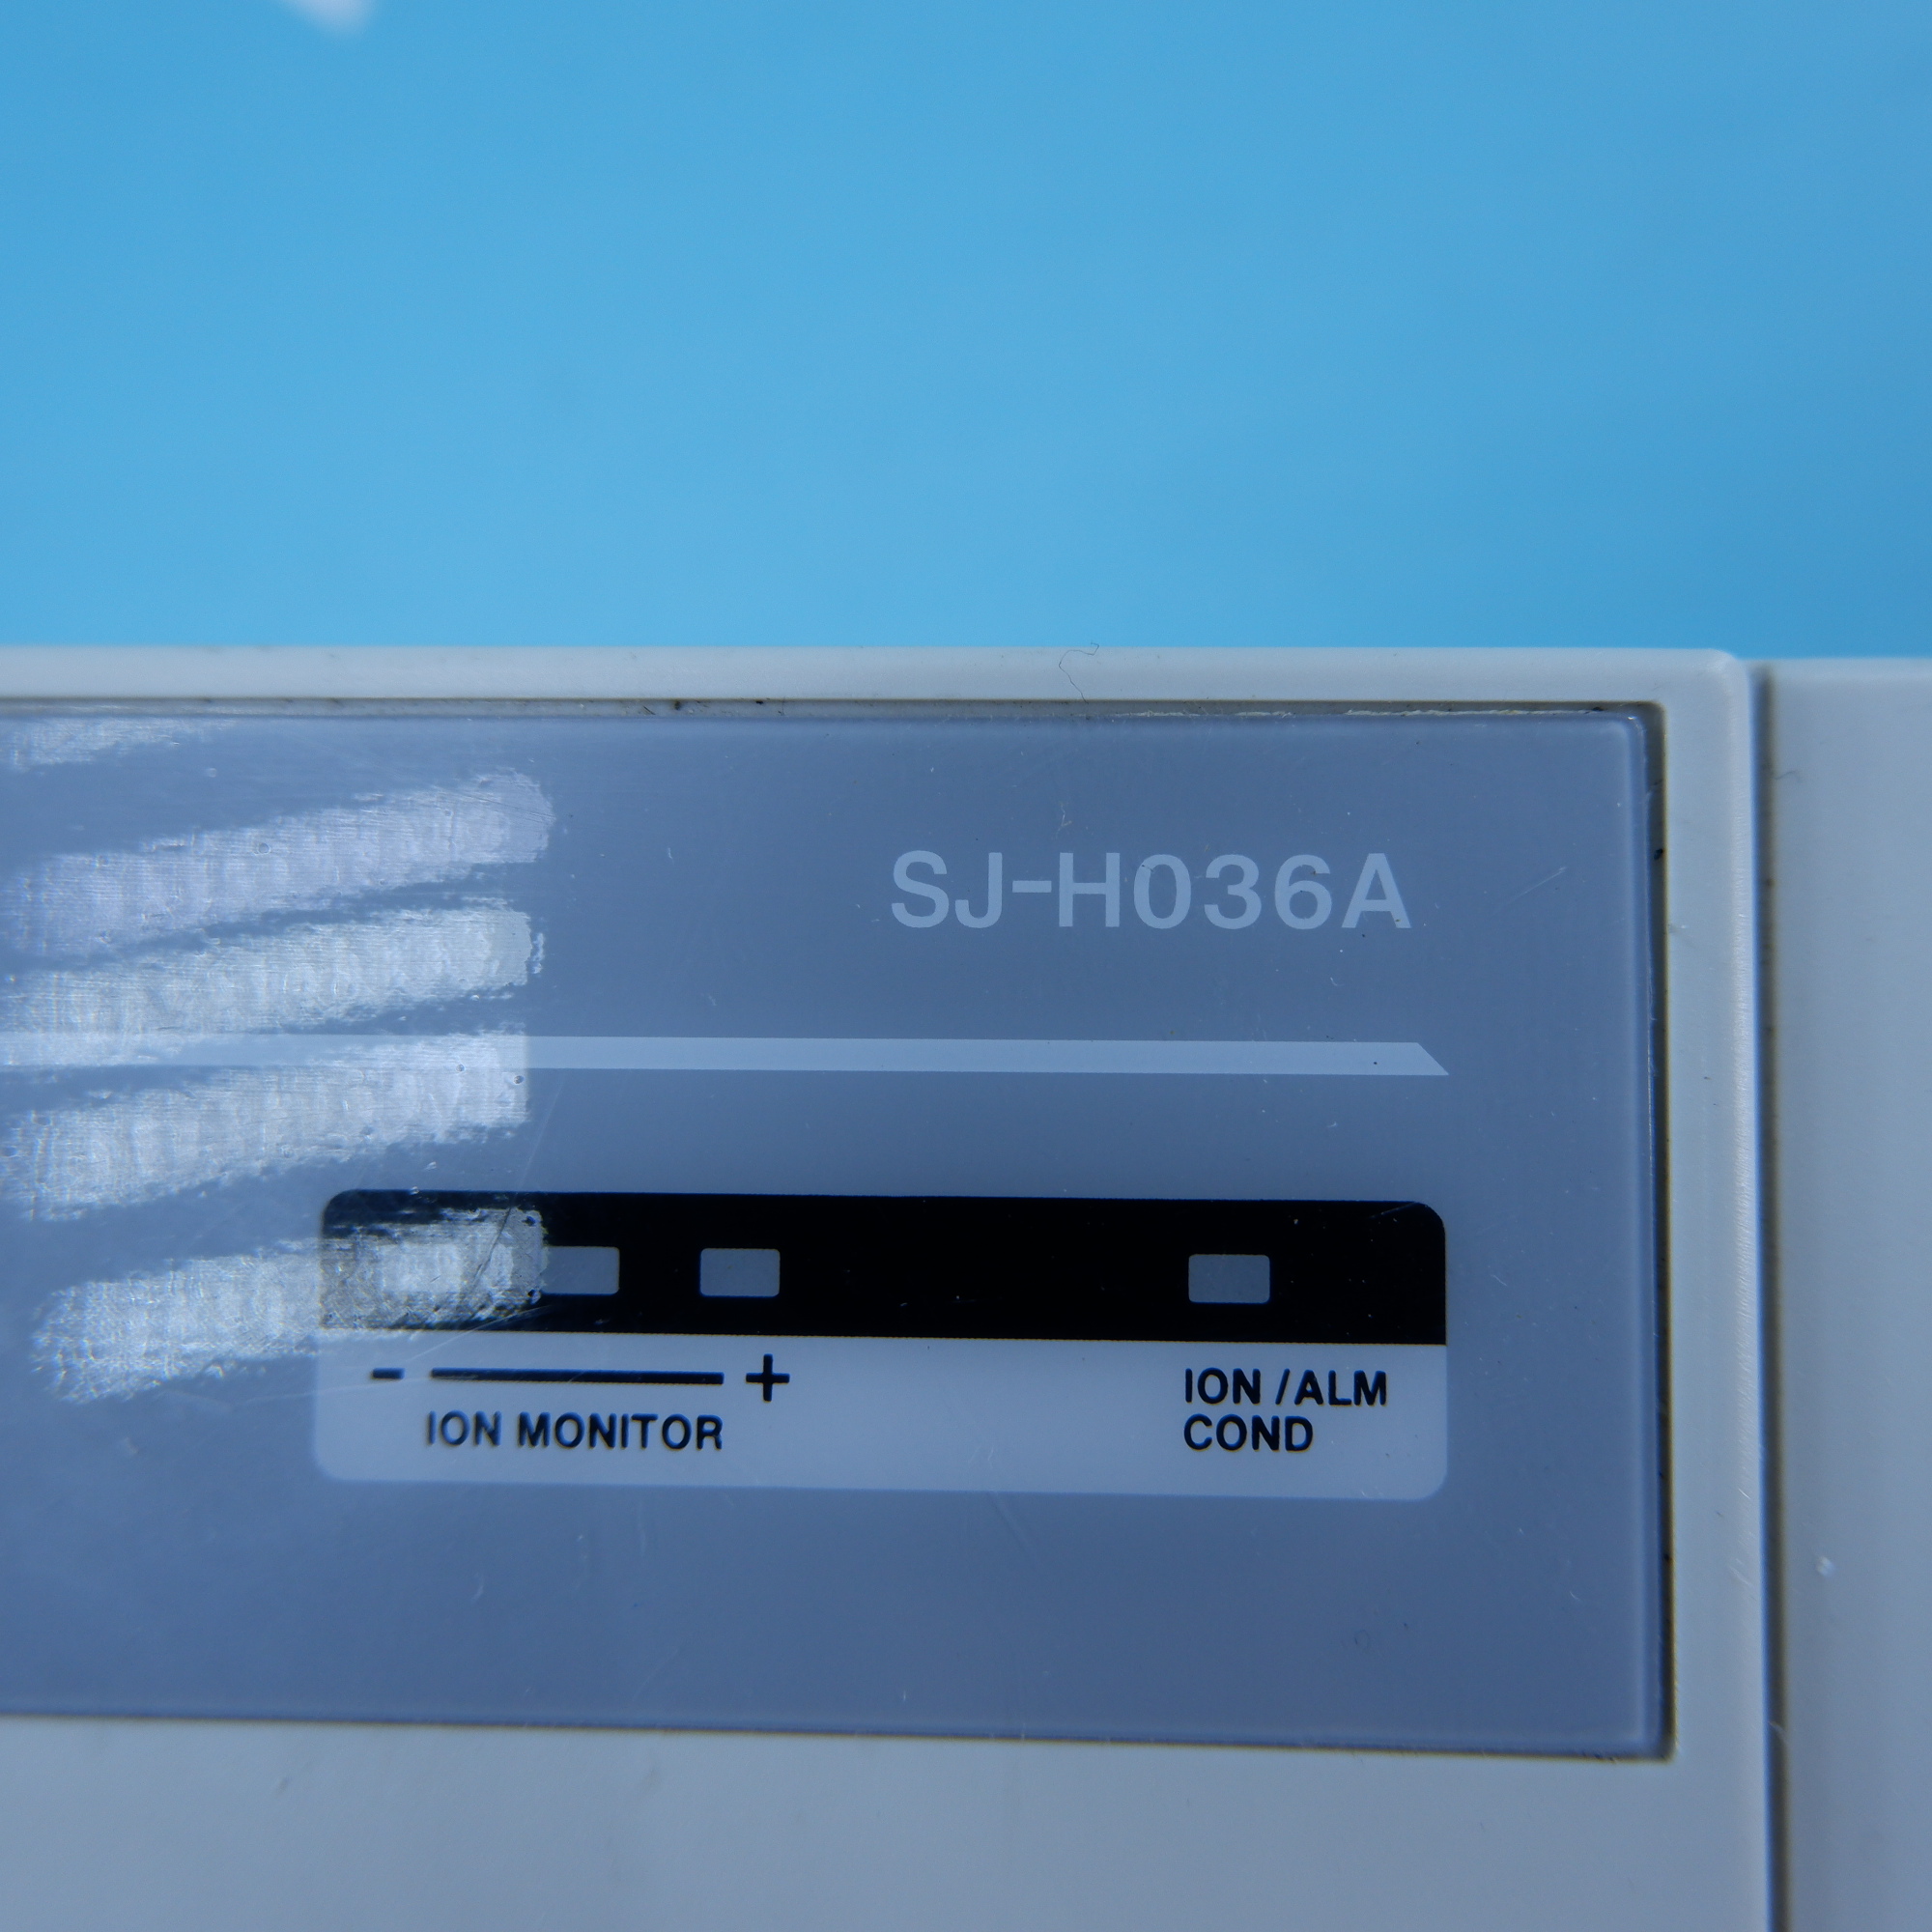 SJ-H036A
- +
ION MONITOR
ION /ALM
COND